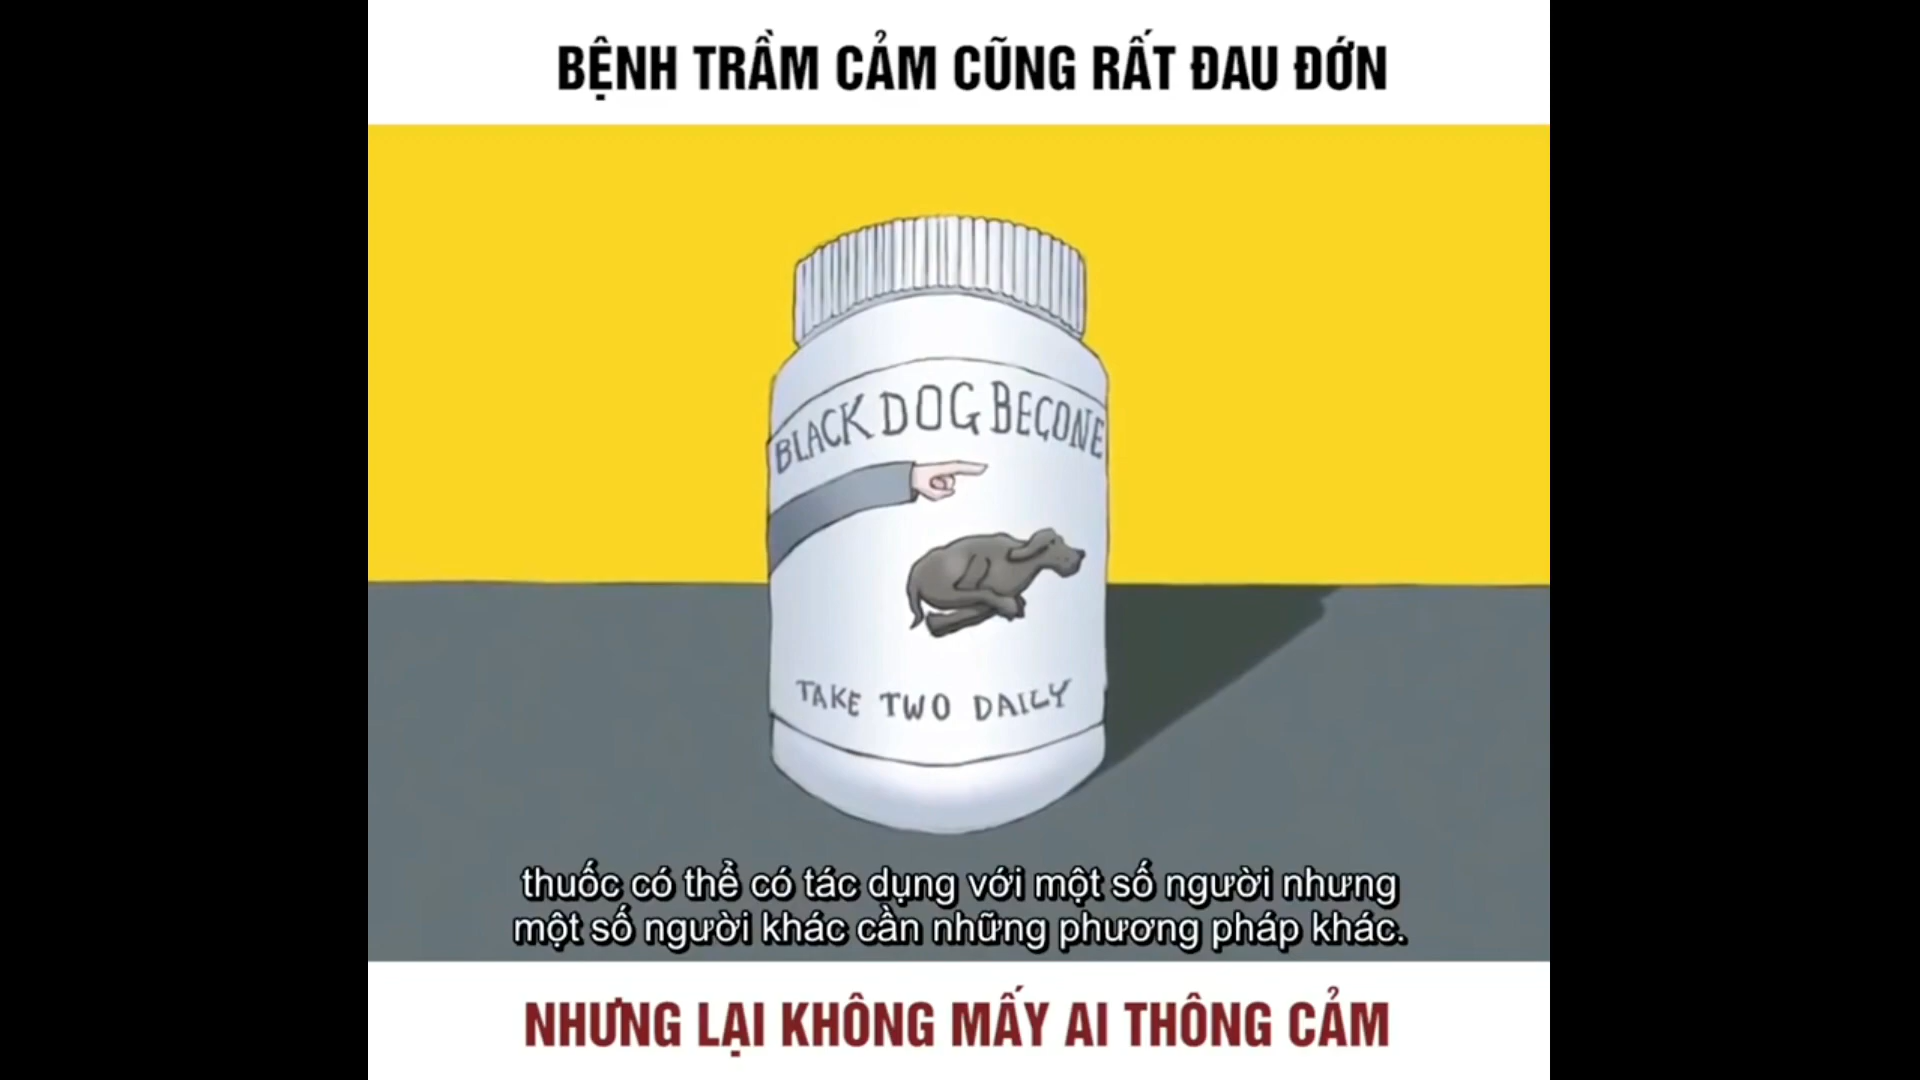 BỆNH TRẦM CẢM CŨNG RẤT ĐAU ĐỚN
BLACK DOG BEGONE
TAKE TWO DAILY
thuốc có thể có tác dụng với một số người nhưng
một số người khác cần những phương pháp khác.
NHƯNG LẠI KHÔNG MẤY AI THÔNG CẢM